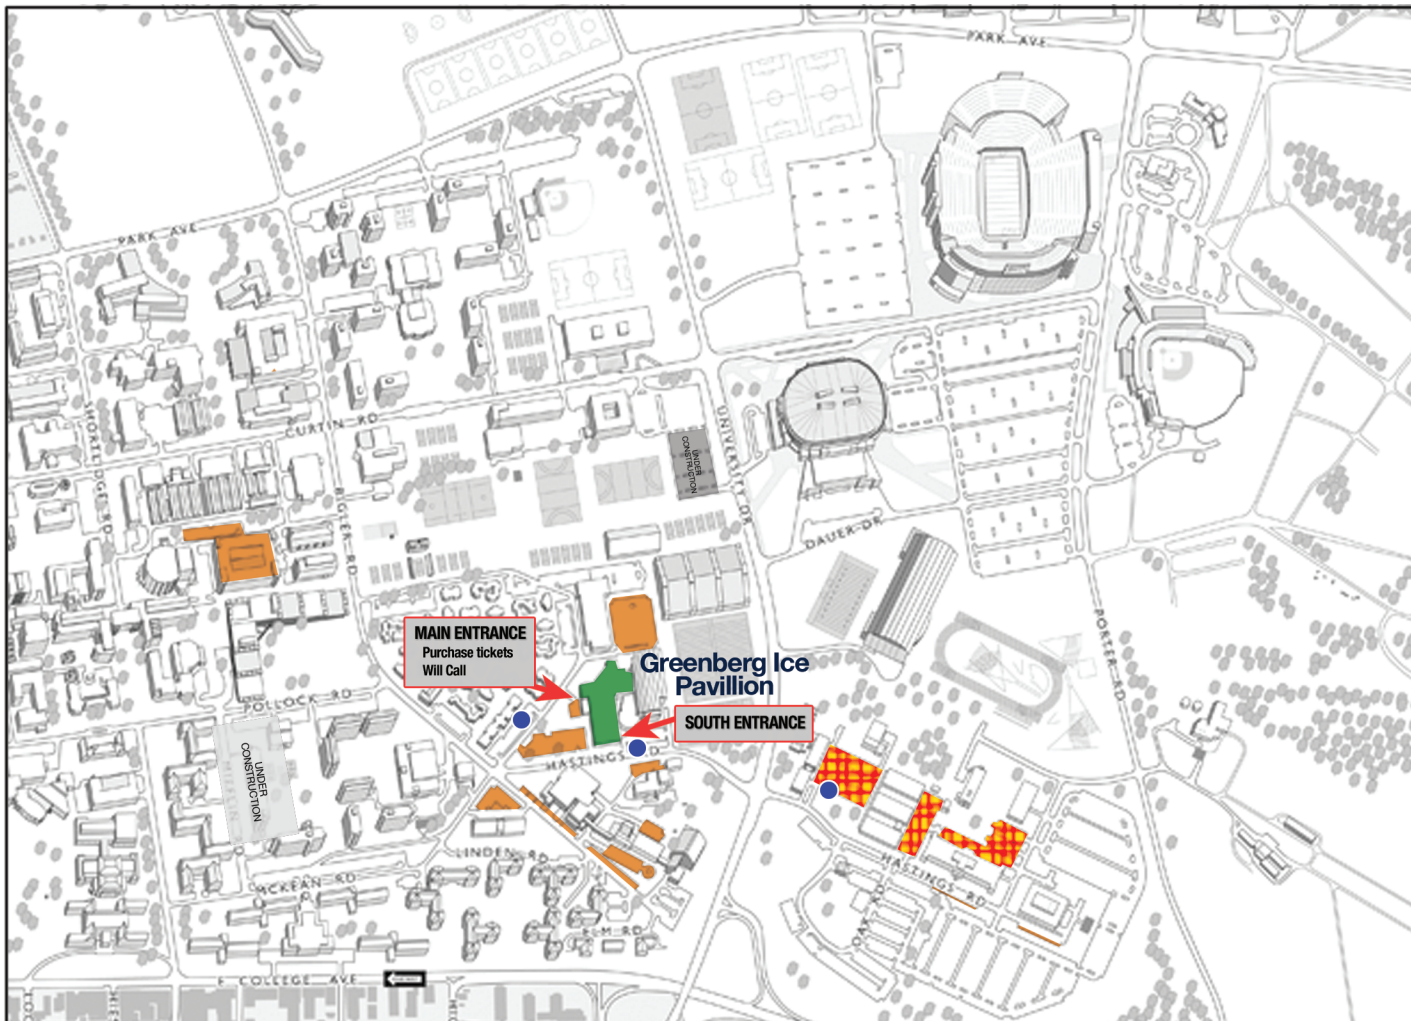 PARK AVE
PARK AVE
SHORTLIDGE RD
CURTIN RD
BIGLER RD
UNIVERSITY DR
UNDER
CONSTRUCTION
DAUER DR
PORTER RD
MAIN ENTRANCE
Purchase tickets
Will Call
Greenberg Ice
Pavillion
SOUTH ENTRANCE
POLLOCK RD
HASTINGS RD
UNDER
CONSTRUCTION
MIFFLIN
LINDEN RD
MCKEAN RD
HASTINGS RD
ELM RD
E COLLEGE AVE